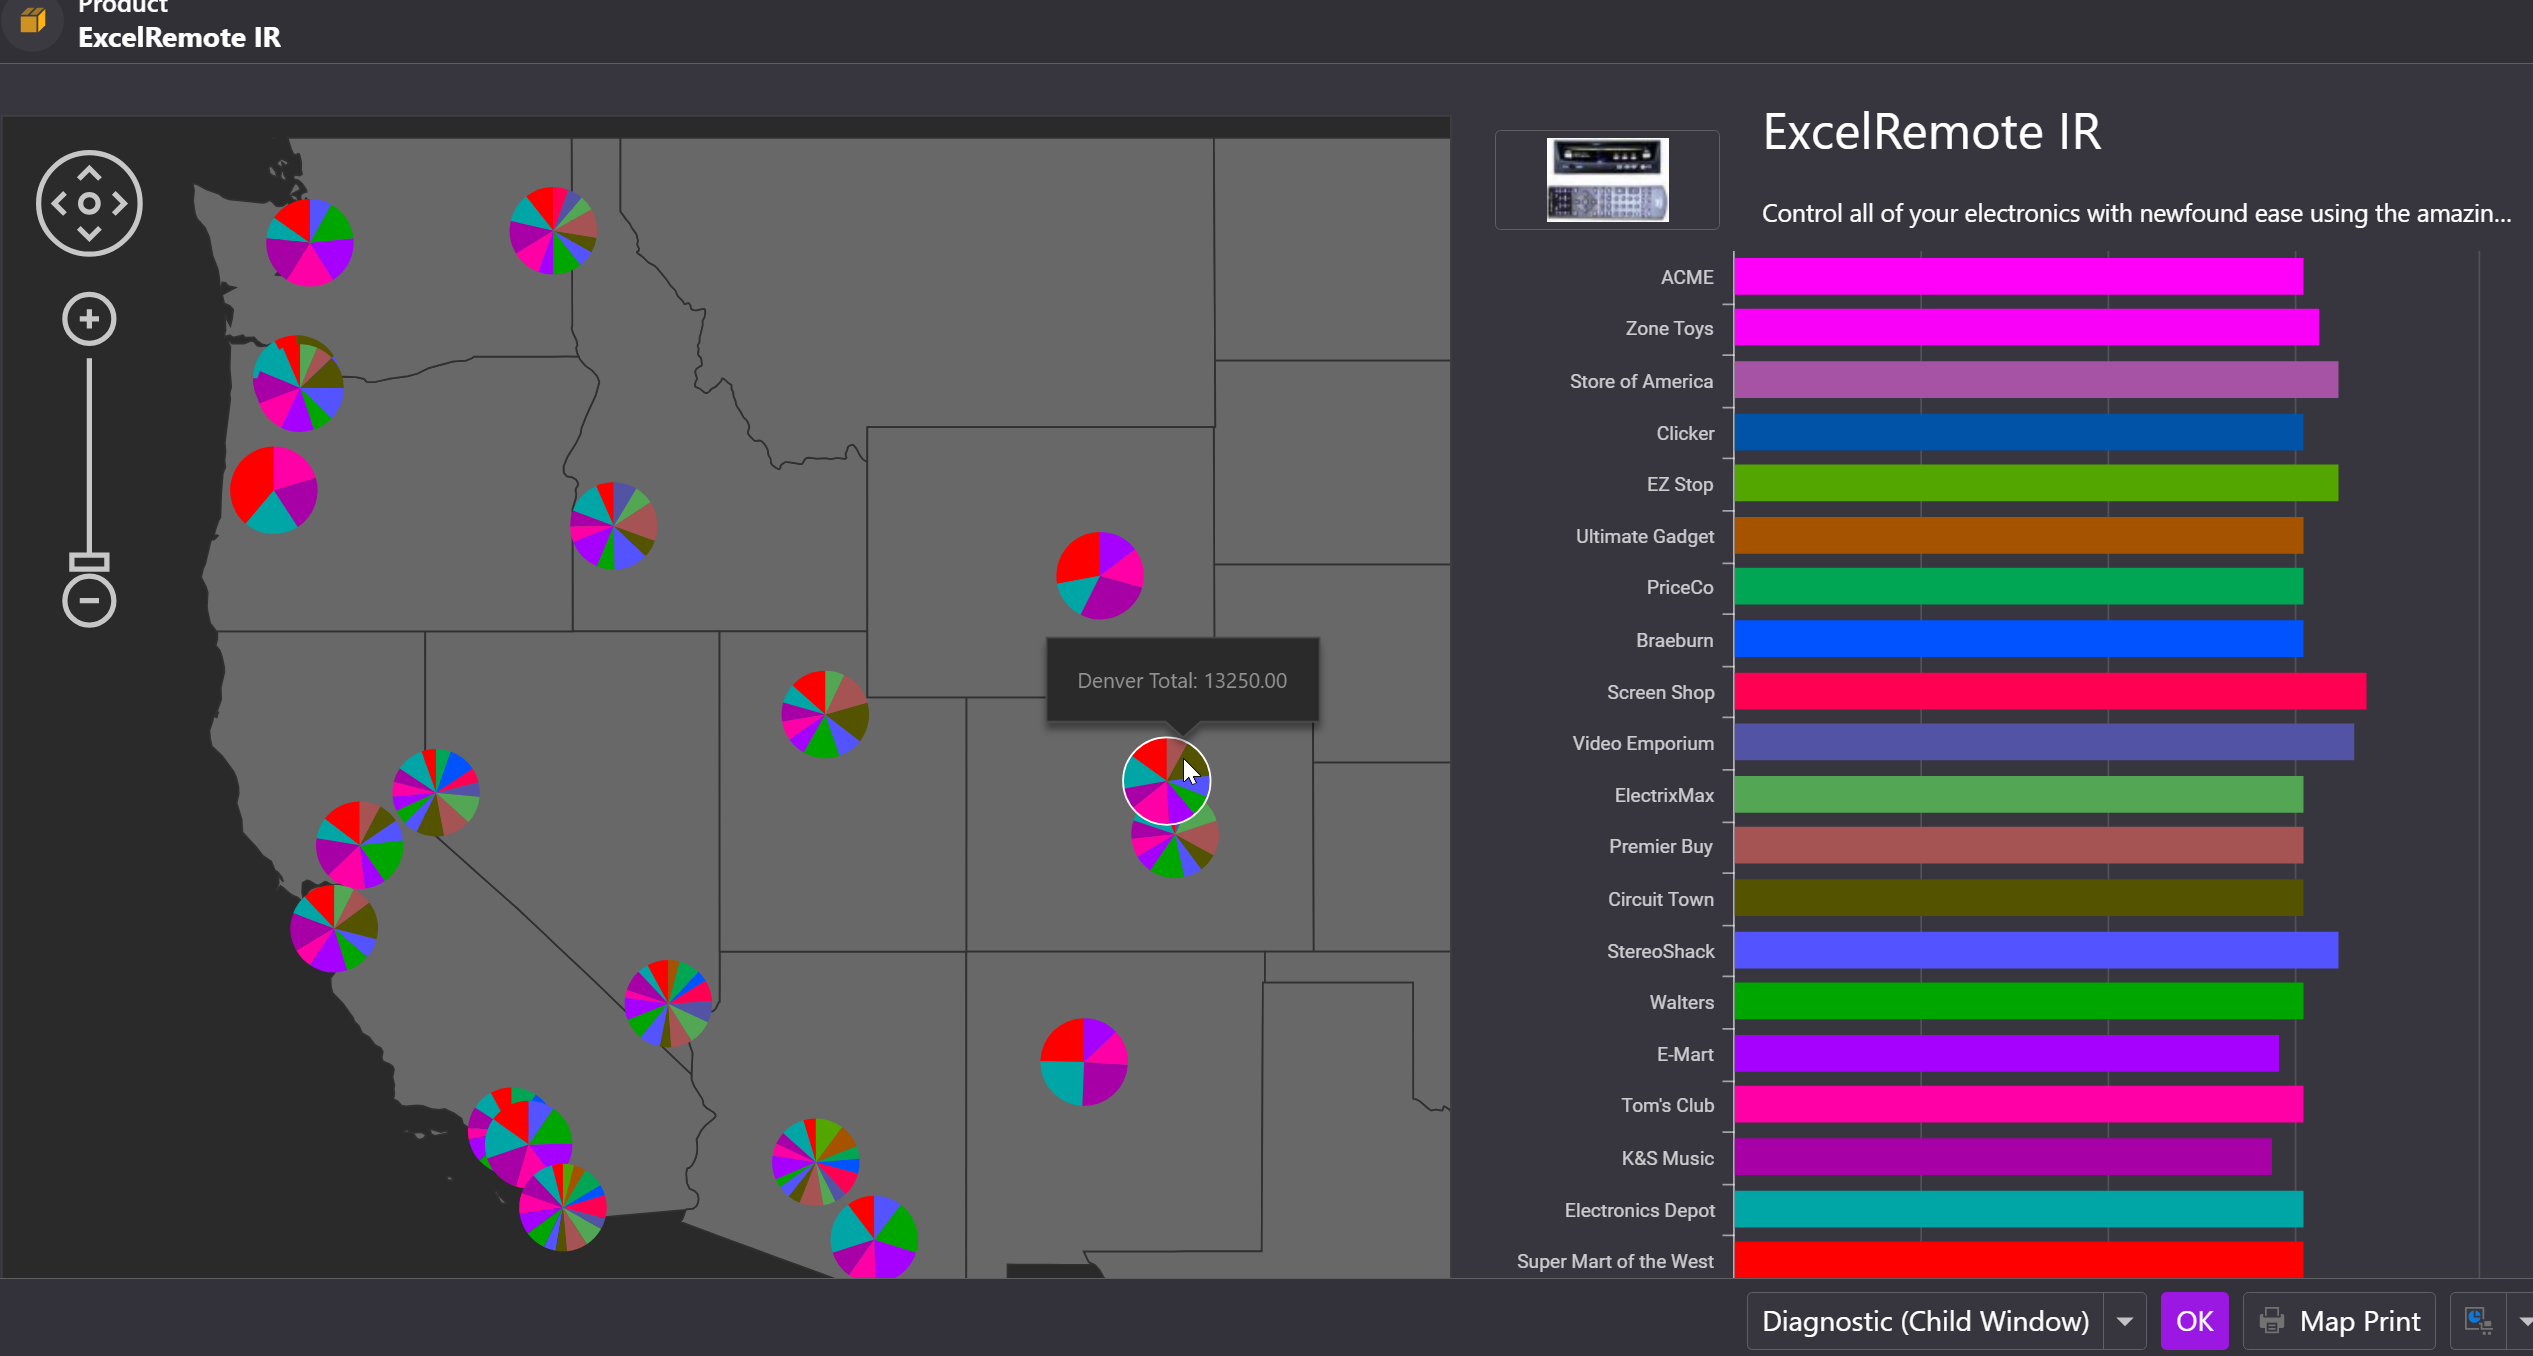 Product
ExcelRemote IR
ExcelRemote IR
Control all of your electronics with newfound ease using the amazin...
ACME
Zone Toys
Store of America
Clicker
EZ Stop
Ultimate Gadget
PriceCo
Braeburn
Screen Shop
Video Emporium
ElectrixMax
Premier Buy
Circuit Town
StereoShack
Walters
E-Mart
Tom's Club
K&S Music
Electronics Depot
Super Mart of the West
Denver Total: 13250.00
Diagnostic (Child Window)
OK
Map Print